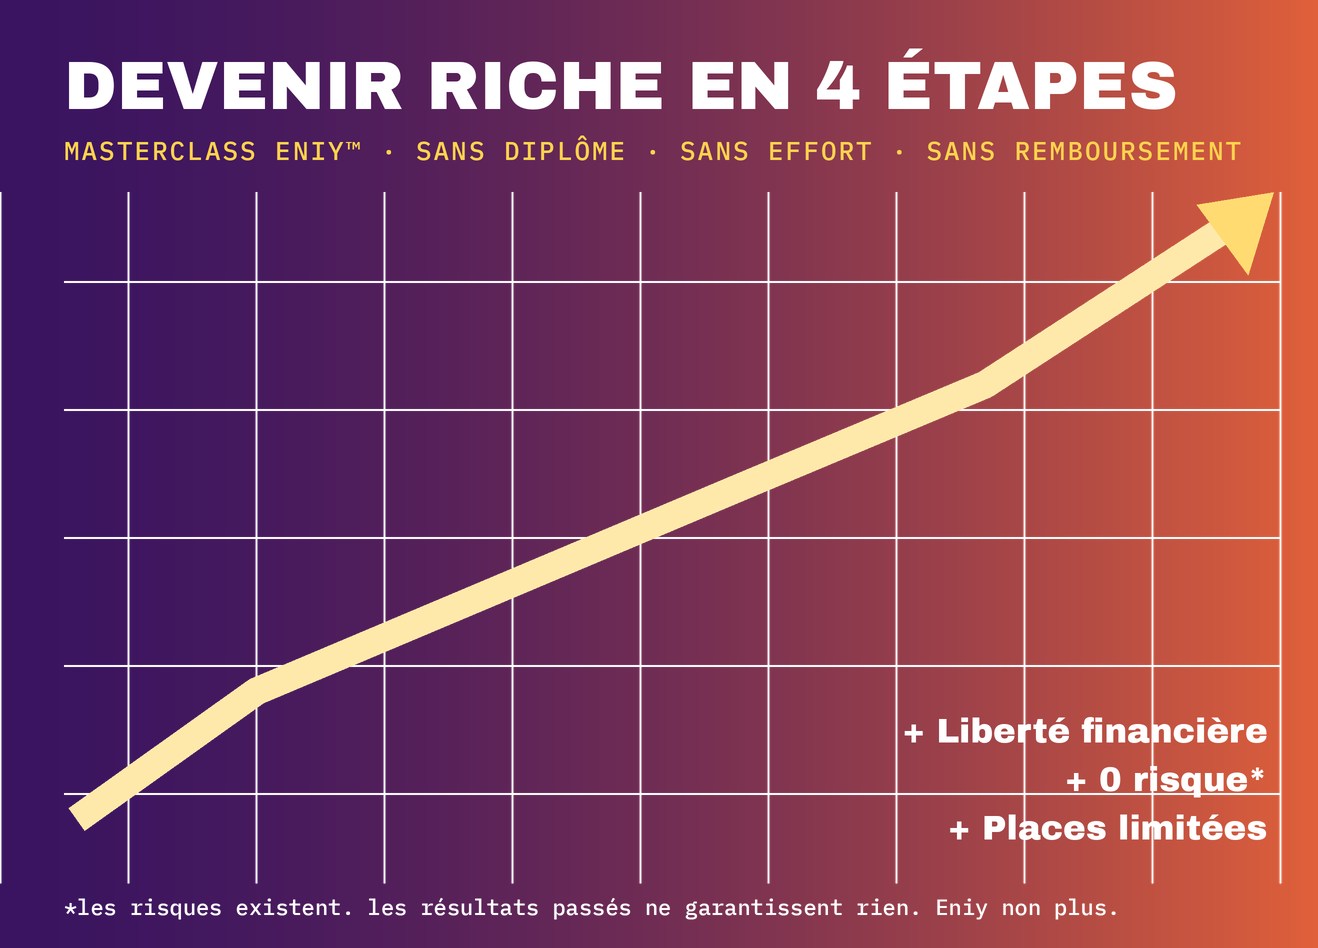 DEVENIR RICHE EN 4 ÉTAPES
MASTERCLASS ENIY™ · SANS DIPLÔME · SANS EFFORT · SANS REMBOURSEMENT
+ Liberté financière
+ 0 risque*
+ Places limitées
*les risques existent. les résultats passés ne garantissent rien. Eniy non plus.